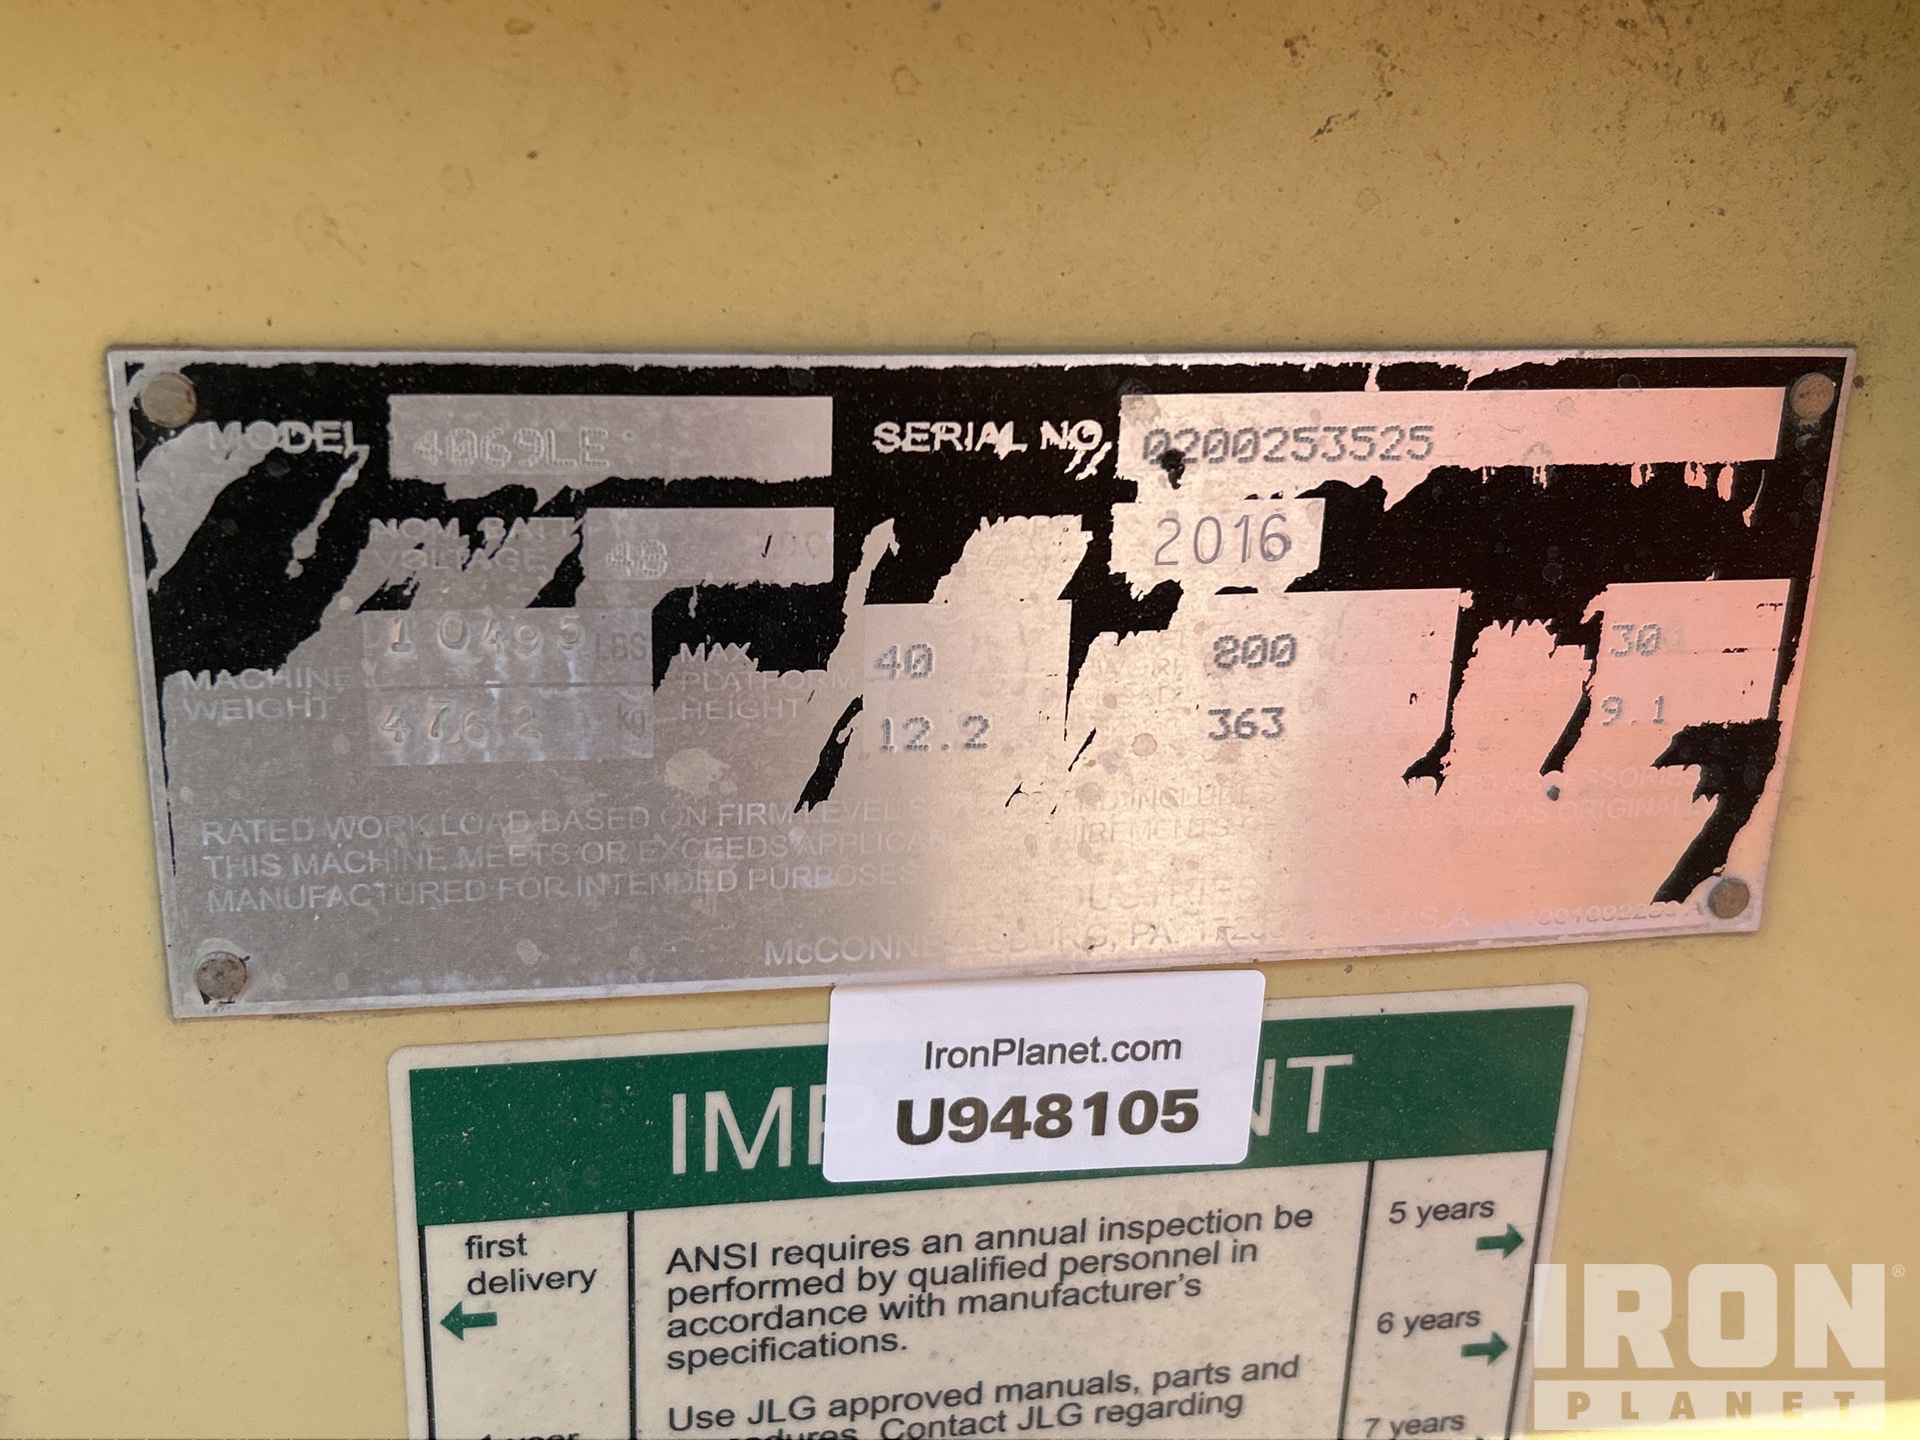 MODEL 4069LE SERIAL NO. 0200253525
NOM. BAT.
VOLTAGE 48 2016
MACHINE
WEIGHT
10495 LBS
4762 kg
MAX
PLATFORM
HEIGHT
40
12.2
800
363
30
9.1
RATED WORK LOAD BASED ON FIRM LEVEL
THIS MACHINE MEETS OR EXCEEDS
MANUFACTURED FOR INTENDED PURPOSES
McCONNELLSBURG, PA. U.S.A.
IronPlanet.com
U948105
first
delivery
ANSI requires an annual inspection be
performed by qualified personnel in
accordance with manufacturer's
specifications.
Use JLG approved manuals, parts and
Contact JLG regarding
5 years
6 years
7 years
IRON
PLANET